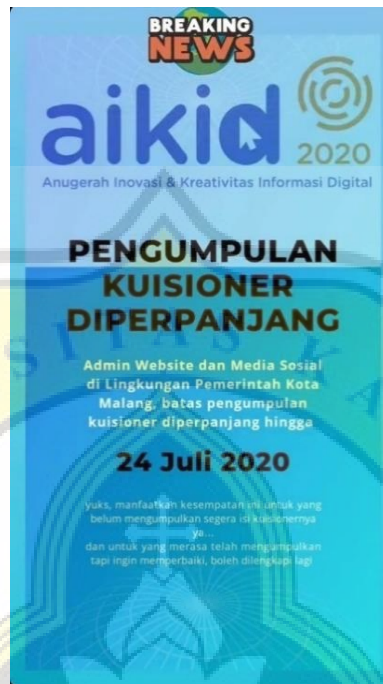 BREAKING
NEWS
aikid
2020
Anugerah Inovasi & Kreativitas Informasi Digital
PENGUMPULAN
KUISIONER
DIPERPANJANG
SITAS KA
Admin Website dan Media Sosial
di Lingkungan Pemerintah Kota
Malang, batas pengumpulan
kuisioner diperpanjang hingga
24 Juli 2020
yuks, manfaatkan kesempatan ini untuk yang
belum mengumpulkan segera isi kuisionernya
ya...
dan untuk yang merasa telah mengumpulkan
tapi ingin memperbaiki, boleh dilengkapi lagi